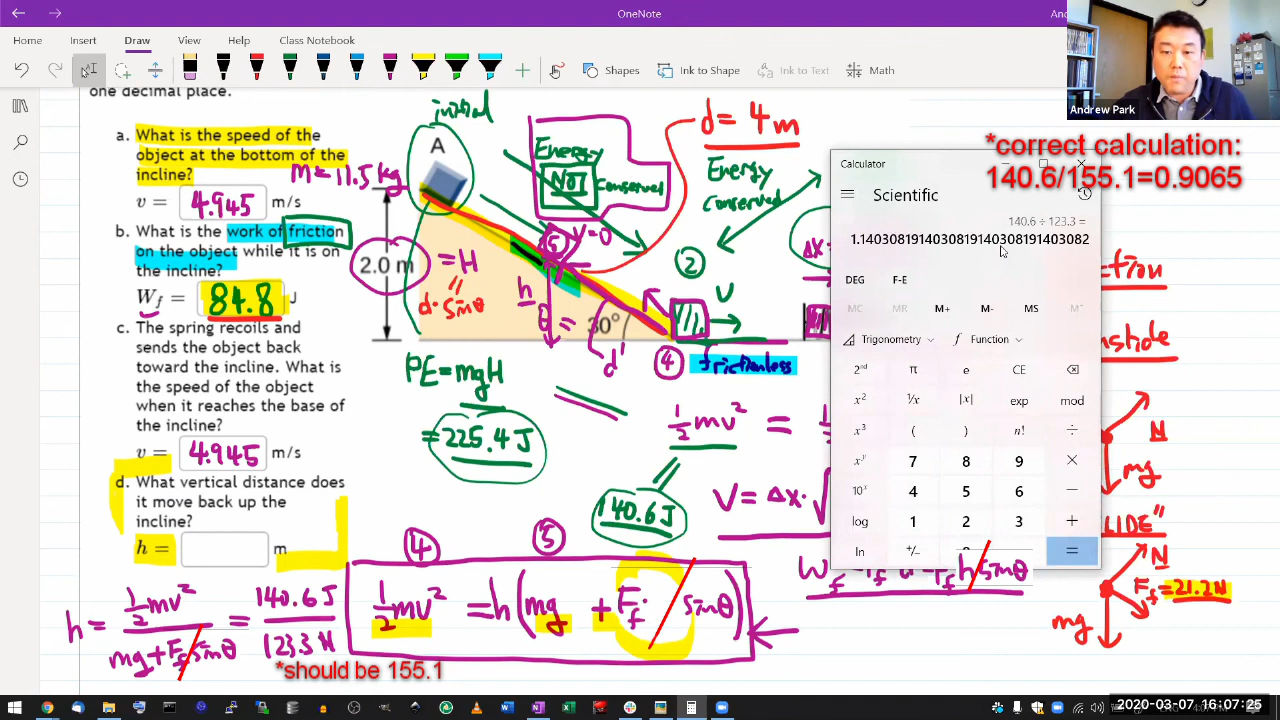 OneNote
Home Insert Draw View Help Class Notebook
Shapes Ink to Shape Ink to Text Math
Andrew Park
*correct calculation:
140.6/155.1=0.9065
one decimal place.
a. What is the speed of the
object at the bottom of the
incline?
v = 4.945 m/s
b. What is the work of friction
on the object while it is on
the incline?
Wf = 84.8 J
c. The spring recoils and
sends the object back
toward the incline. What is
the speed of the object
when it reaches the base of
the incline?
v = 4.945 m/s
d. What vertical distance does
it move back up the
incline?
h = m
initial
A
M = 11.5 kg
2.0 m = H
d · sinθ
Energy
NOT Conserved
d = 4 m
Energy
Conserved
⑤ v=0
②
h
θ = 30°
d'
V
④ frictionless
Δx
PE = mgH
= 225.4 J
½mv² =
140.6 J
V = Δx · √
④ ⑤
½mv² = h(mg + Ff · / sinθ)
h = ½mv² / mg + Ff / sinθ = 140.6 J / 123.3 N
*should be 155.1
h/sinθ
Calculator
Scientific
140.6 ÷ 123.3 =
1.1403081914030819140308191403082
DEG F-E
MC MR M+ M- MS
Trigonometry Function
2ⁿᵈ π e CE
x² ¹/x |x| exp mod
x³ ( ) n! ÷
7 8 9 ×
10ˣ 4 5 6 −
log 1 2 3 +
ln +/− =
N
mg
LIDE"
N
Ff = 21.2N
mg
2020-03-07 16:07:25